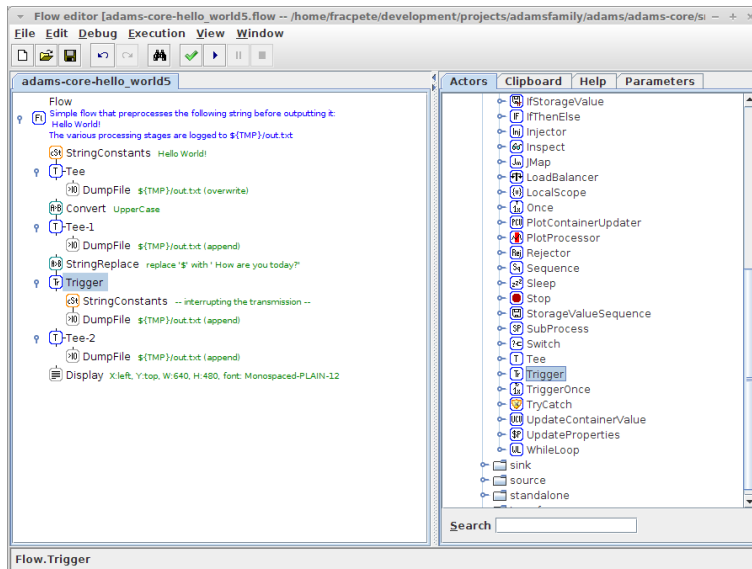 Flow editor [adams-core-hello_world5.flow -- /home/fracpete/development/projects/adamsfamily/adams/adams-core/s
File Edit Debug Execution View Window
adams-core-hello_world5
Flow
Simple flow that preprocesses the following string before outputting it:
Hello World!
The various processing stages are logged to ${TMP}/out.txt
StringConstants Hello World!
Tee
DumpFile ${TMP}/out.txt (overwrite)
Convert UpperCase
Tee-1
DumpFile ${TMP}/out.txt (append)
StringReplace replace '$' with ' How are you today?'
Trigger
StringConstants -- interrupting the transmission --
DumpFile ${TMP}/out.txt (append)
Tee-2
DumpFile ${TMP}/out.txt (append)
Display X:left, Y:top, W:640, H:480, font: Monospaced-PLAIN-12
Actors Clipboard Help Parameters
IfStorageValue
IfThenElse
Injector
Inspect
JMap
LoadBalancer
LocalScope
Once
PlotContainerUpdater
PlotProcessor
Rejector
Sequence
Sleep
Stop
StorageValueSequence
SubProcess
Switch
Tee
Trigger
TriggerOnce
TryCatch
UpdateContainerValue
UpdateProperties
WhileLoop
sink
source
standalone
Search
Flow.Trigger